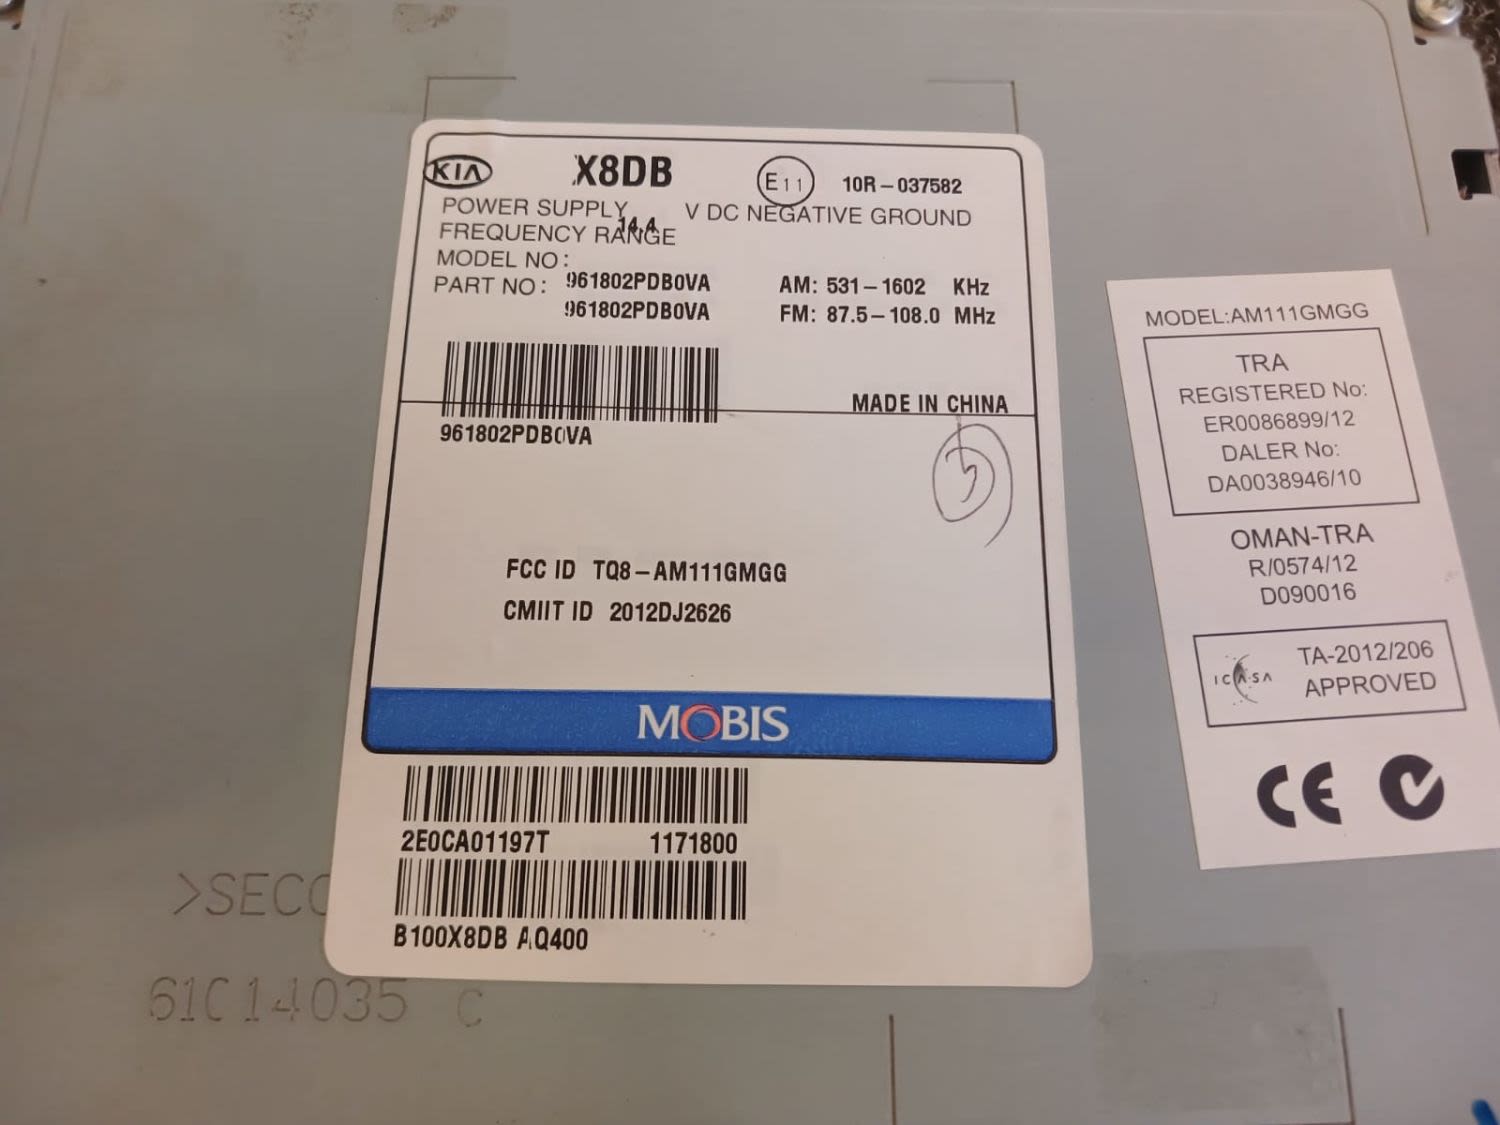 KIA X8DB E11 10R-037582
POWER SUPPLY 14.4 V DC NEGATIVE GROUND
FREQUENCY RANGE
MODEL NO: 961802PDB0VA AM: 531-1602 KHz
PART NO: 961802PDB0VA FM: 87.5-108.0 MHz
MADE IN CHINA
961802PDB0VA
FCC ID TQ8-AM111GMGG
CMIIT ID 2012DJ2626
MOBIS
2E0CA01197T 1171800
B100X8DB AQ400
>SECC
61C14035 C
MODEL:AM111GMGG
TRA
REGISTERED No:
ER0086899/12
DALER No:
DA0038946/10
OMAN-TRA
R/0574/12
D090016
ICASA TA-2012/206
APPROVED
CE